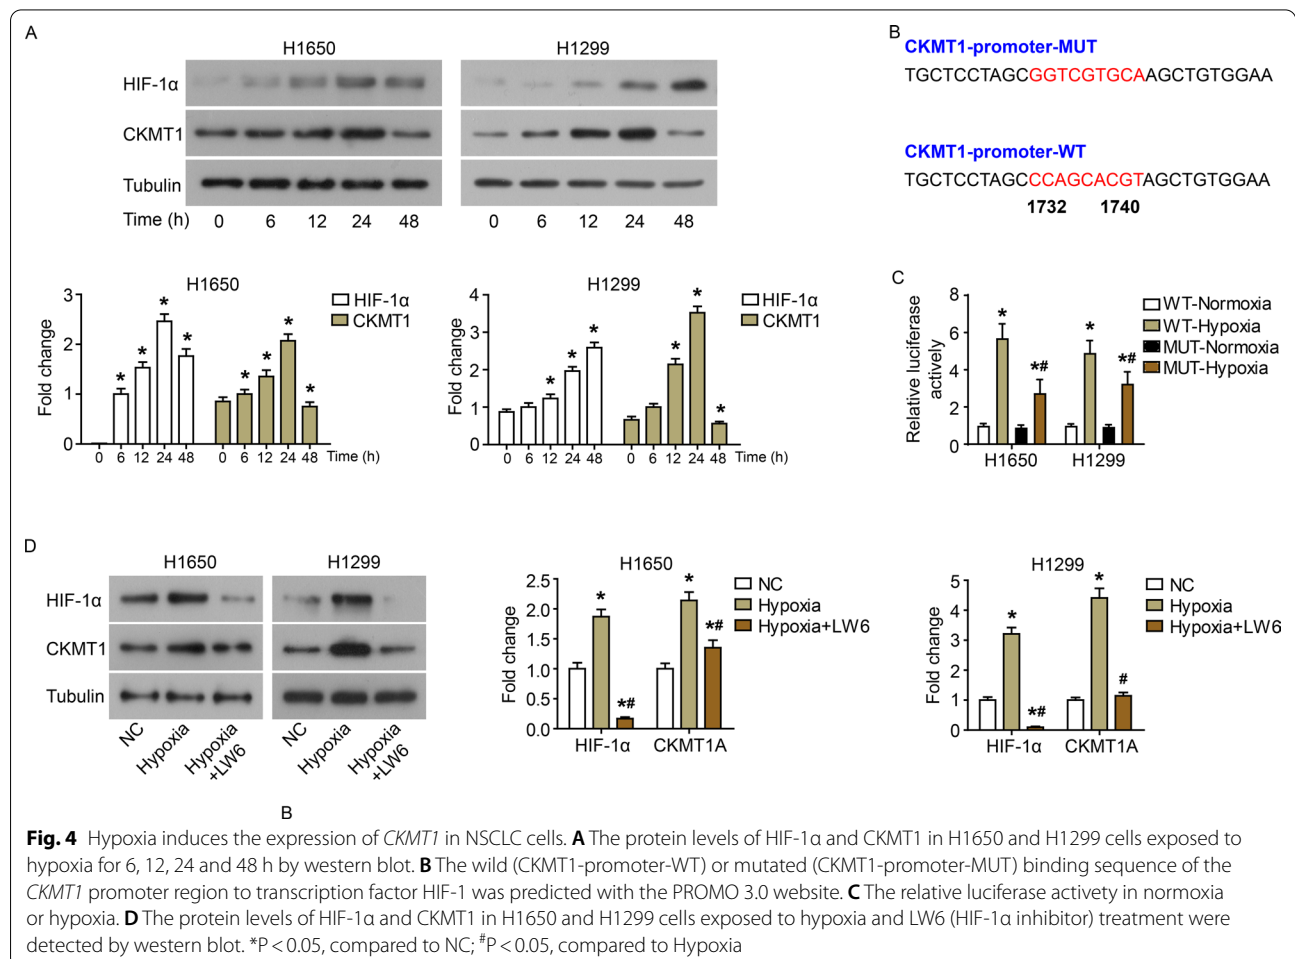 A
H1650
H1299
HIF-1α
CKMT1
Tubulin
Time (h) 0 6 12 24 48 0 6 12 24 48
B
CKMT1-promoter-MUT
TGCTCCTAGCGGTCGTGCAAGCTGTGGAA
CKMT1-promoter-WT
TGCTCCTAGCCCAGCACGTAGCTGTGGAA
1732 1740
H1650
Fold change
3
2
1
0
* * * * * * * *
HIF-1α
CKMT1
0 6 12 24 48 0 6 12 24 48 Time (h)
H1299
Fold change
4
3
2
1
0
* * * * * *
HIF-1α
CKMT1
0 6 12 24 48 0 6 12 24 48 Time (h)
C
Relative luciferase
actively
8
6
4
2
0
* *# * *#
WT-Normoxia
WT-Hypoxia
MUT-Normoxia
MUT-Hypoxia
H1650 H1299
D
H1650
H1299
HIF-1α
CKMT1
Tubulin
NC Hypoxia Hypoxia +LW6 NC Hypoxia Hypoxia +LW6
H1650
Fold change
2.5
2.0
1.5
1.0
0.5
0.0
* *# * *#
NC
Hypoxia
Hypoxia+LW6
HIF-1α CKMT1A
H1299
Fold change
5
4
3
2
1
0
* *# * #
NC
Hypoxia
Hypoxia+LW6
HIF-1α CKMT1A
B
Fig. 4 Hypoxia induces the expression of CKMT1 in NSCLC cells. A The protein levels of HIF-1α and CKMT1 in H1650 and H1299 cells exposed to
hypoxia for 6, 12, 24 and 48 h by western blot. B The wild (CKMT1-promoter-WT) or mutated (CKMT1-promoter-MUT) binding sequence of the
CKMT1 promoter region to transcription factor HIF-1 was predicted with the PROMO 3.0 website. C The relative luciferase activety in normoxia
or hypoxia. D The protein levels of HIF-1α and CKMT1 in H1650 and H1299 cells exposed to hypoxia and LW6 (HIF-1α inhibitor) treatment were
detected by western blot. *P < 0.05, compared to NC; #P < 0.05, compared to Hypoxia